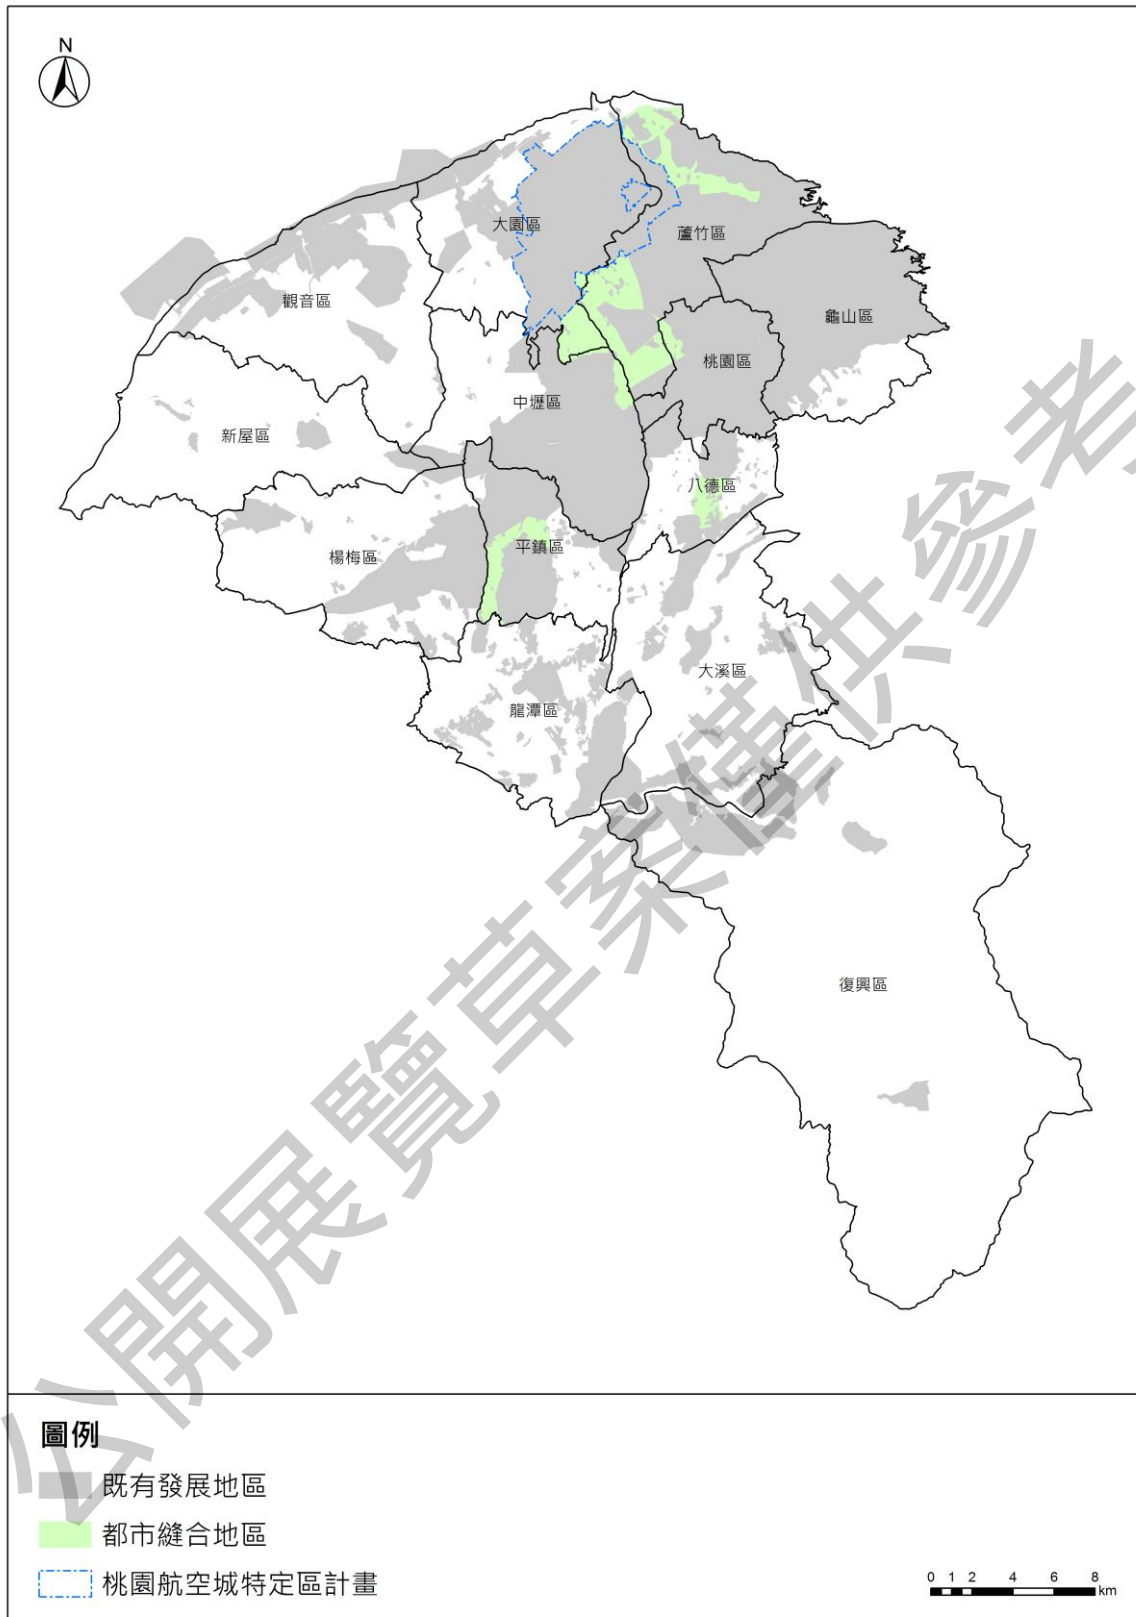 N
大園區
蘆竹區
觀音區
龜山區
桃園區
中壢區
新屋區
八德區
平鎮區
楊梅區
大溪區
龍潭區
復興區
公開展覽草案僅供參考
圖例
既有發展地區
都市縫合地區
桃園航空城特定區計畫
0 1 2 4 6 8
km